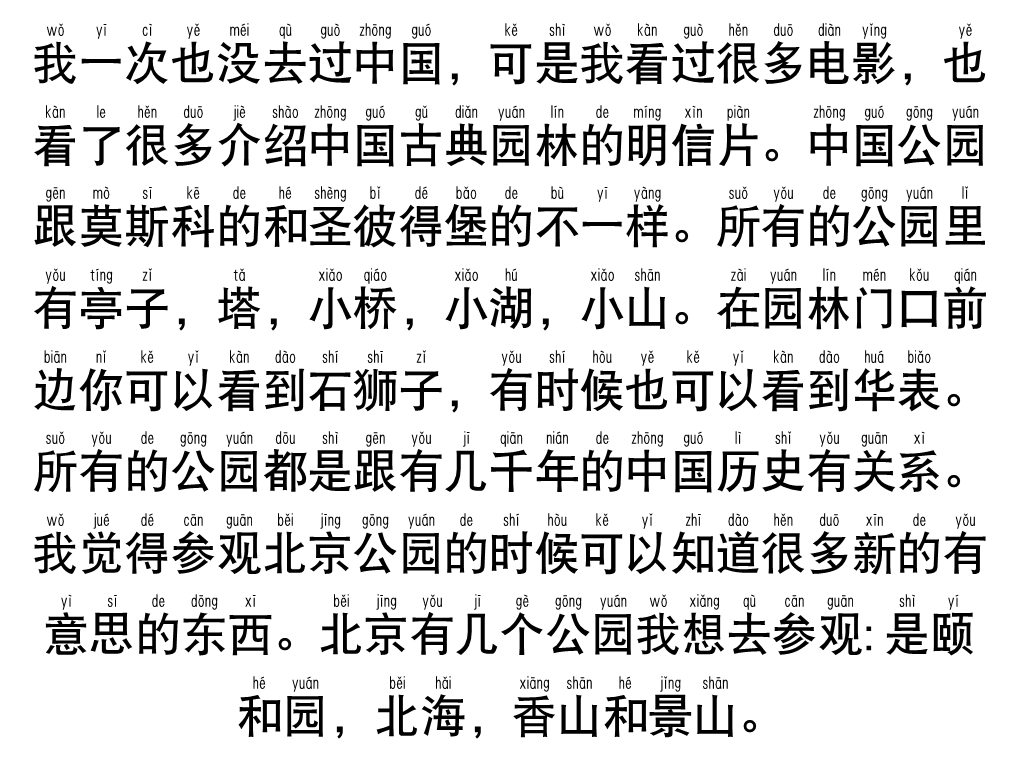 wǒ yī cì yě méi qù guò zhōng guó kě shì wǒ kàn guò hěn duō diàn yǐng yě
我一次也没去过中国，可是我看过很多电影，也
kàn le hěn duō jiè shào zhōng guó gǔ diǎn yuán lín de míng xìn piàn zhōng guó gōng yuán
看了很多介绍中国古典园林的明信片。中国公园
gēn mò sī kē de hé shèng bǐ dé bǎo de bù yī yàng suǒ yǒu de gōng yuán lǐ
跟莫斯科的和圣彼得堡的不一样。所有的公园里
yǒu tíng zǐ tǎ xiǎo qiáo xiǎo hú xiǎo shān zài yuán lín mén kǒu qián
有亭子，塔，小桥，小湖，小山。在园林门口前
biān nǐ kě yǐ kàn dào shí shī zǐ yǒu shí hòu yě kě yǐ kàn dào huá biǎo
边你可以看到石狮子，有时候也可以看到华表。
suǒ yǒu de gōng yuán dōu shì gēn yǒu jī qiān nián de zhōng guó lì shǐ yǒu guān xì
所有的公园都是跟有几千年的中国历史有关系。
wǒ jué dé cān guān běi jīng gōng yuán de shí hòu kě yǐ zhī dào hěn duō xīn de yǒu
我觉得参观北京公园的时候可以知道很多新的有
yì sī de dōng xī běi jīng yǒu jī gè gōng yuán wǒ xiǎng qù cān guān shì yí
意思的东西。北京有几个公园我想去参观: 是颐
hé yuán běi hǎi xiāng shān hé jǐng shān
和园，北海，香山和景山。